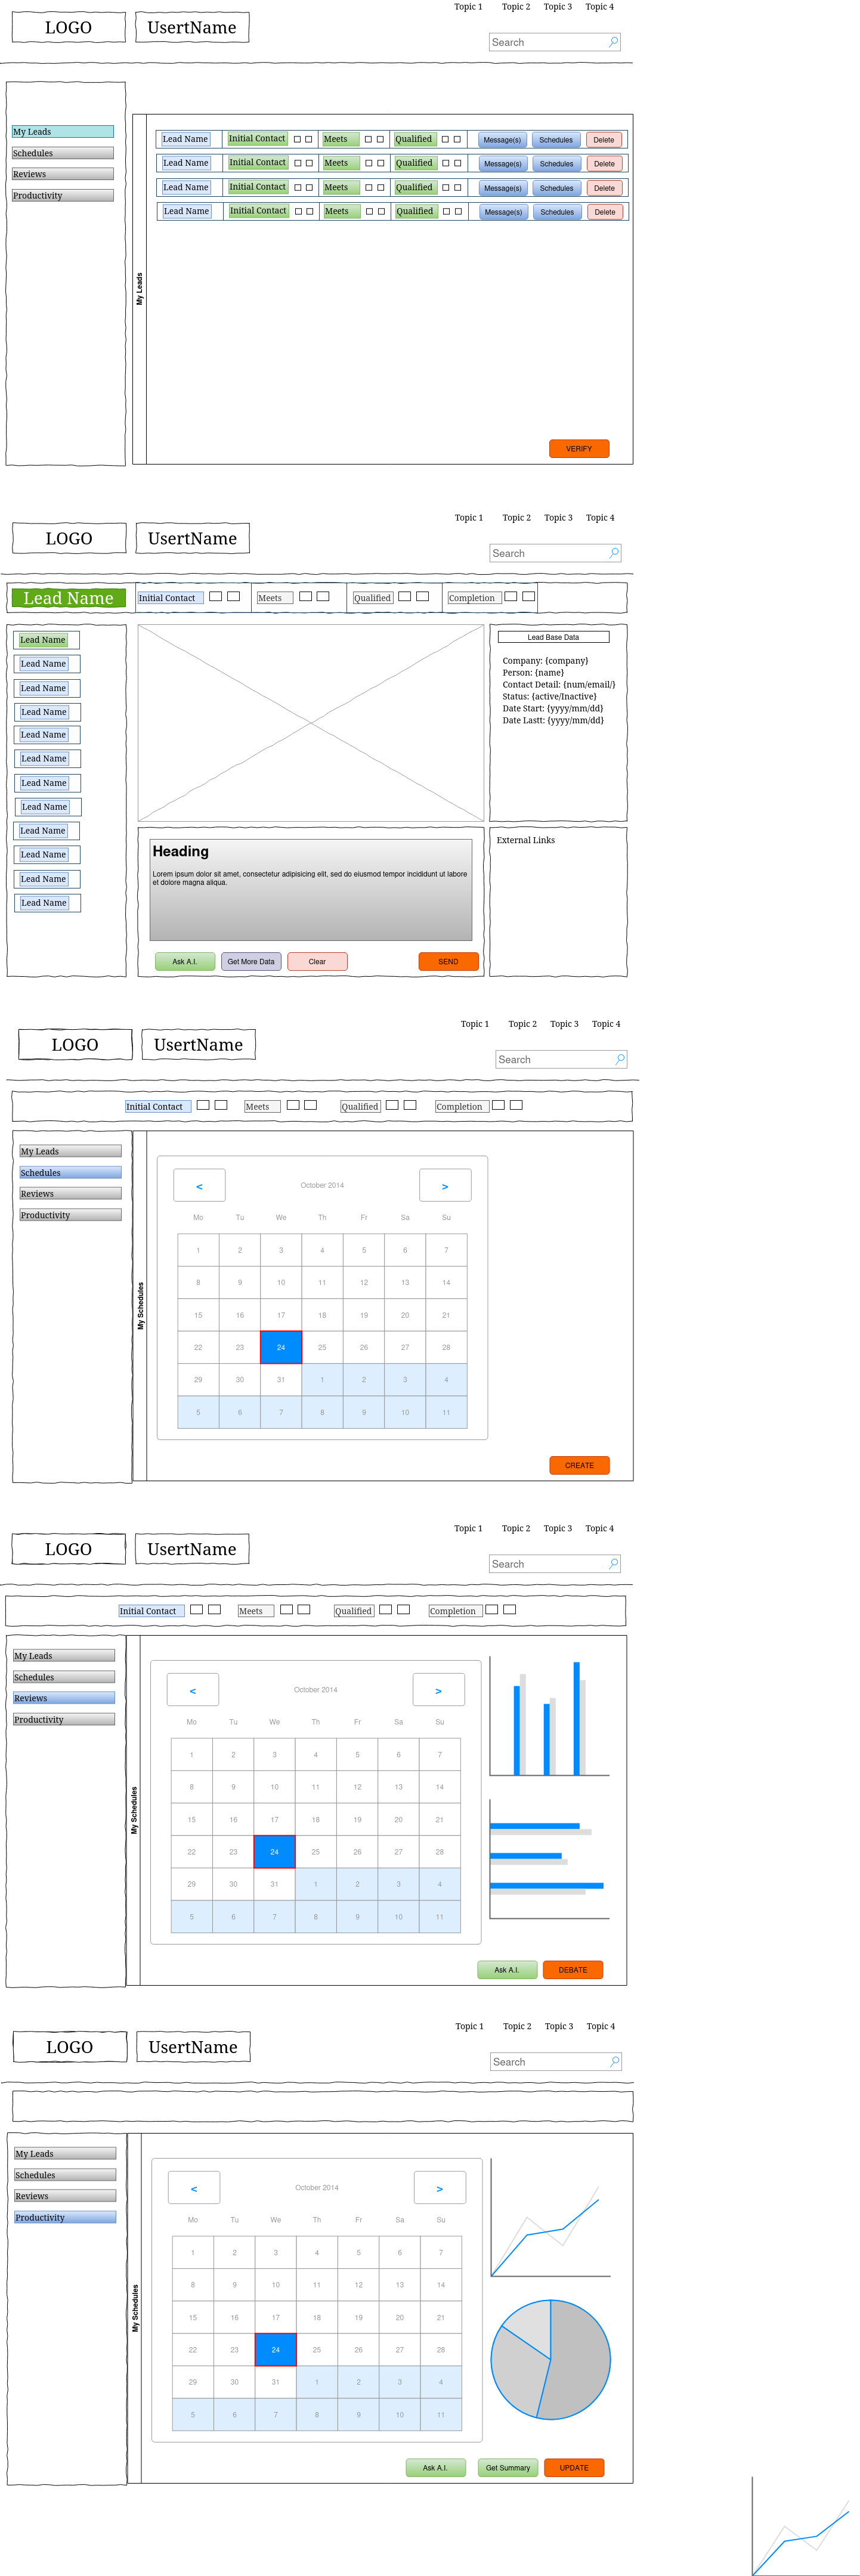 Topic 1 Topic 2 Topic 3 Topic 4
LOGO UsertName
Search
My Leads
Schedules
Reviews
Productivity
My Leads
Lead Name Initial Contact Meets Qualified Message(s) Schedules Delete
Lead Name Initial Contact Meets Qualified Message(s) Schedules Delete
Lead Name Initial Contact Meets Qualified Message(s) Schedules Delete
Lead Name Initial Contact Meets Qualified Message(s) Schedules Delete
VERIFY
Topic 1 Topic 2 Topic 3 Topic 4
LOGO UsertName
Search
Lead Name Initial Contact Meets Qualified Completion
Lead Name
Lead Name
Lead Name
Lead Name
Lead Name
Lead Name
Lead Name
Lead Name
Lead Name
Lead Name
Lead Name
Lead Name
Lead Base Data
Company: {company}
Person: {name}
Contact Detail: {num/email/}
Status: {active/Inactive}
Date Start: {yyyy/mm/dd}
Date Lastt: {yyyy/mm/dd}
Heading
Lorem ipsum dolor sit amet, consectetur adipisicing elit, sed do eiusmod tempor incididunt ut labore
et dolore magna aliqua.
Ask A.I. Get More Data Clear SEND
External Links
Topic 1 Topic 2 Topic 3 Topic 4
LOGO UsertName
Search
Initial Contact Meets Qualified Completion
My Leads
Schedules
Reviews
Productivity
My Schedules
< October 2014 >
Mo Tu We Th Fr Sa Su
1 2 3 4 5 6 7
8 9 10 11 12 13 14
15 16 17 18 19 20 21
22 23 24 25 26 27 28
29 30 31 1 2 3 4
5 6 7 8 9 10 11
CREATE
Topic 1 Topic 2 Topic 3 Topic 4
LOGO UsertName
Search
Initial Contact Meets Qualified Completion
My Leads
Schedules
Reviews
Productivity
My Schedules
< October 2014 >
Mo Tu We Th Fr Sa Su
1 2 3 4 5 6 7
8 9 10 11 12 13 14
15 16 17 18 19 20 21
22 23 24 25 26 27 28
29 30 31 1 2 3 4
5 6 7 8 9 10 11
Ask A.I. DEBATE
Topic 1 Topic 2 Topic 3 Topic 4
LOGO UsertName
Search
My Leads
Schedules
Reviews
Productivity
My Schedules
< October 2014 >
Mo Tu We Th Fr Sa Su
1 2 3 4 5 6 7
8 9 10 11 12 13 14
15 16 17 18 19 20 21
22 23 24 25 26 27 28
29 30 31 1 2 3 4
5 6 7 8 9 10 11
Ask A.I. Get Summary UPDATE